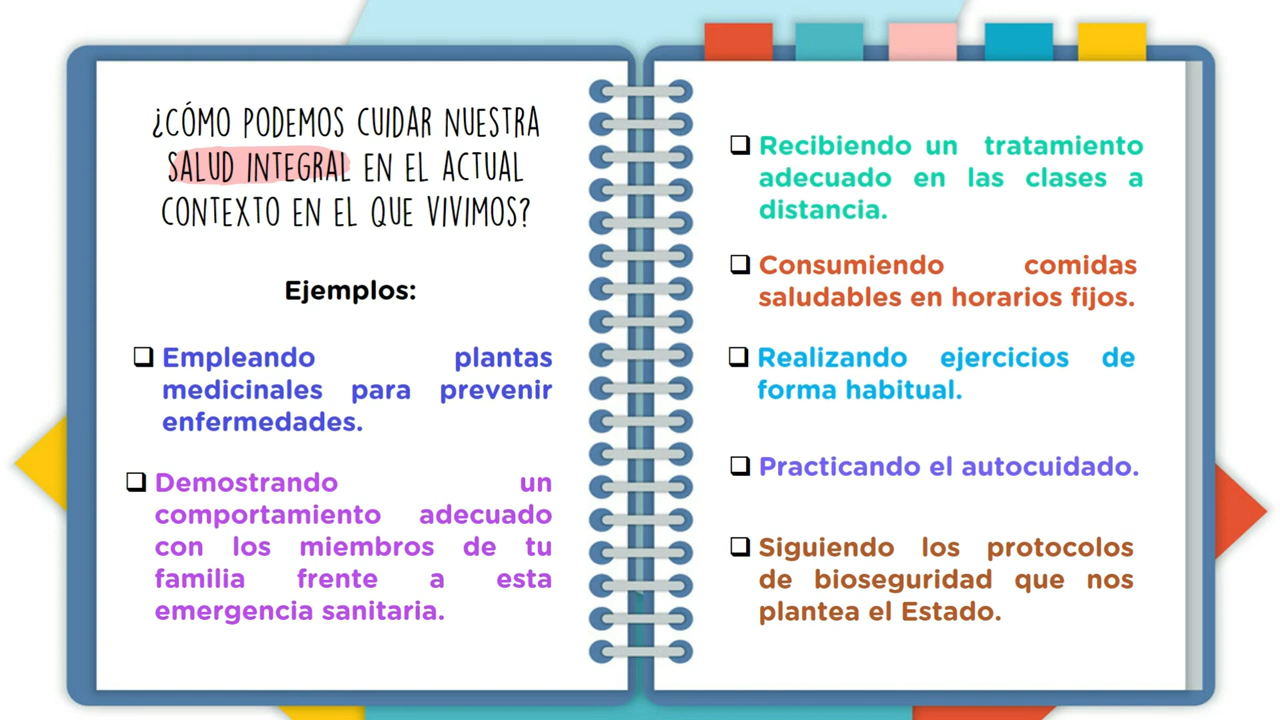 ¿CÓMO PODEMOS CUIDAR NUESTRA
SALUD INTEGRAL EN EL ACTUAL
CONTEXTO EN EL QUE VIVIMOS?
Ejemplos:
❑ Empleando plantas
medicinales para prevenir
enfermedades.
❑ Demostrando un
comportamiento adecuado
con los miembros de tu
familia frente a esta
emergencia sanitaria.
❑ Recibiendo un tratamiento
adecuado en las clases a
distancia.
❑ Consumiendo comidas
saludables en horarios fijos.
❑ Realizando ejercicios de
forma habitual.
❑ Practicando el autocuidado.
❑ Siguiendo los protocolos
de bioseguridad que nos
plantea el Estado.